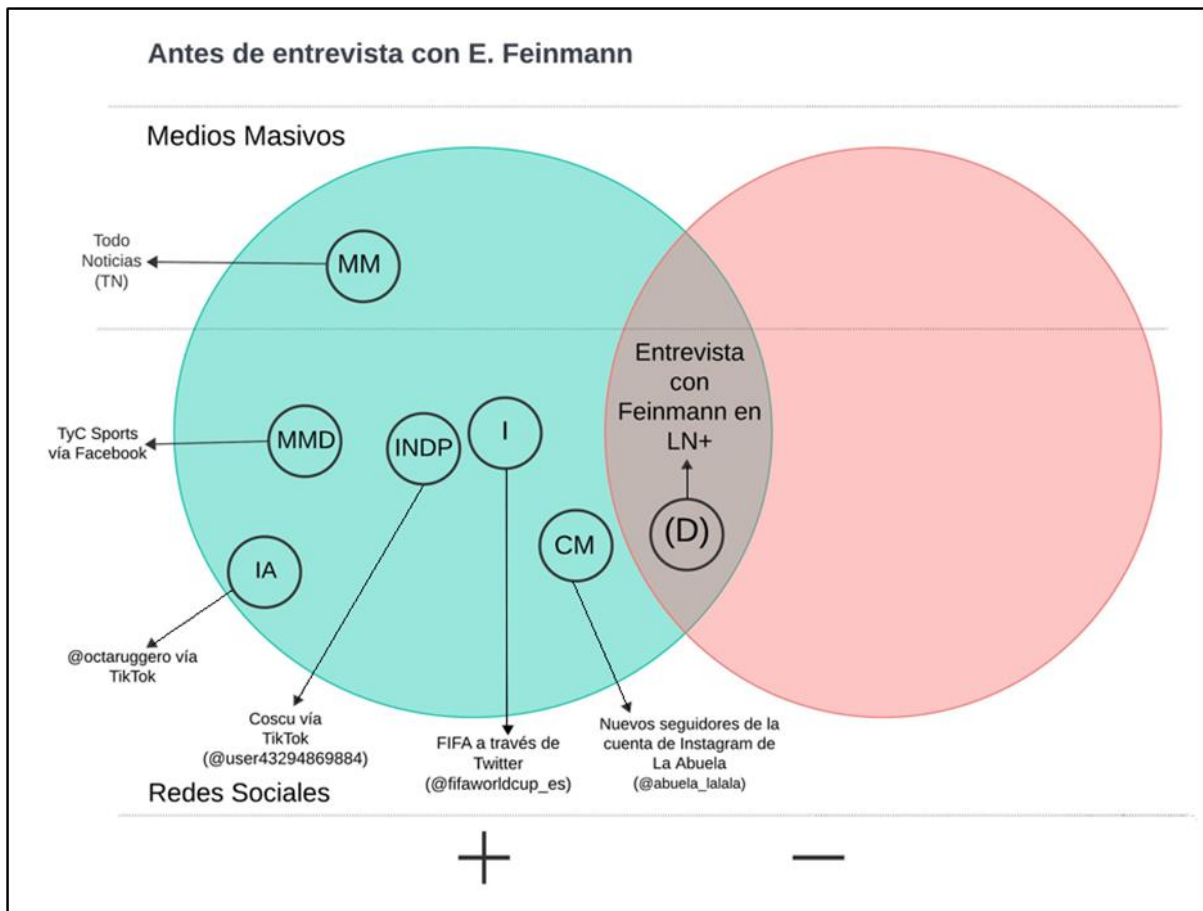 Antes de entrevista con E. Feinmann
Medios Masivos
Todo
Noticias
(TN)
MM
Entrevista
con
Feinmann en
LN+
TyC Sports
vía Facebook
MMD
INDP
I
(D)
CM
IA
@octaruggero vía
TikTok
Coscu vía
TikTok
(@user43294869884)
FIFA a través de
Twitter
(@fifaworldcup_es)
Nuevos seguidores de la
cuenta de Instagram de
La Abuela
(@abuela_lalala)
Redes Sociales
+
—